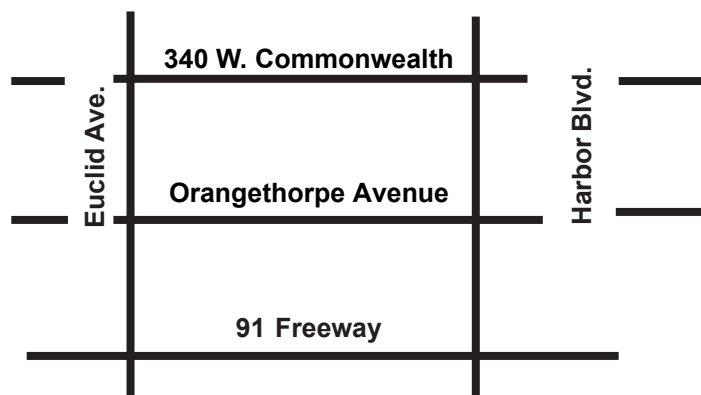 340 W. Commonwealth
Euclid Ave.
Harbor Blvd.
Orangethorpe Avenue
91 Freeway